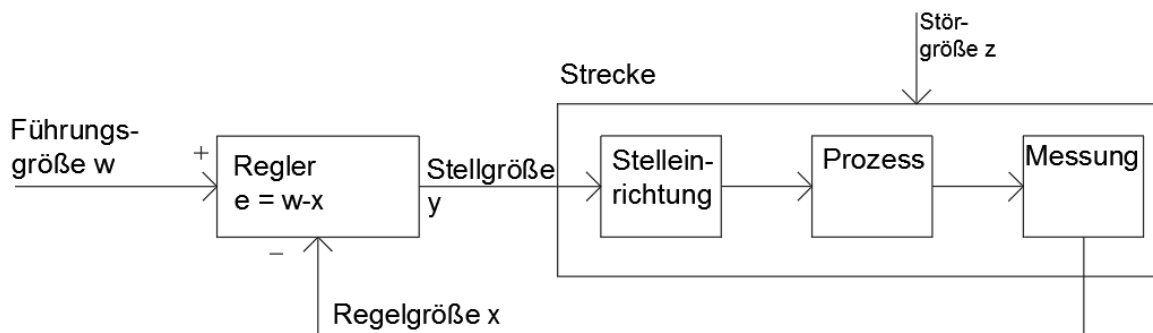 Stör-
größe z
Strecke
Führungs-
größe w
+
Regler
e = w-x
Stellgröße
y
Stellein-
richtung
Prozess
Messung
–
Regelgröße x